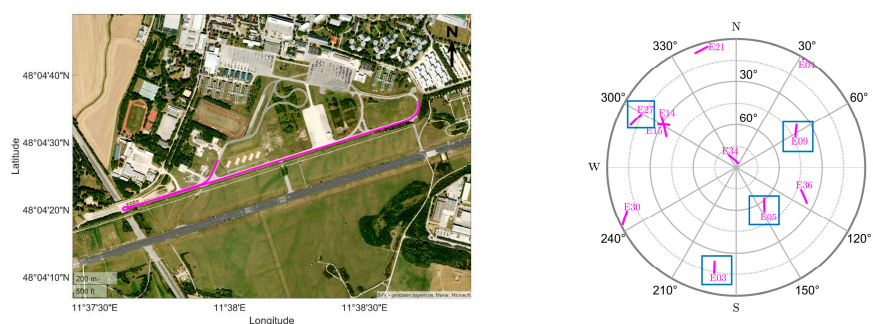 48°04'40"N
48°04'30"N
48°04'20"N
48°04'10"N
Latitude
N
200 m
500 ft
11°37'30"E
11°38'E
11°38'30"E
Longitude
N
330°
30°
300°
60°
W
240°
120°
210°
150°
S
30°
60°
E21
E04
E27
E14
E15
E09
E34
E36
E05
E30
E03